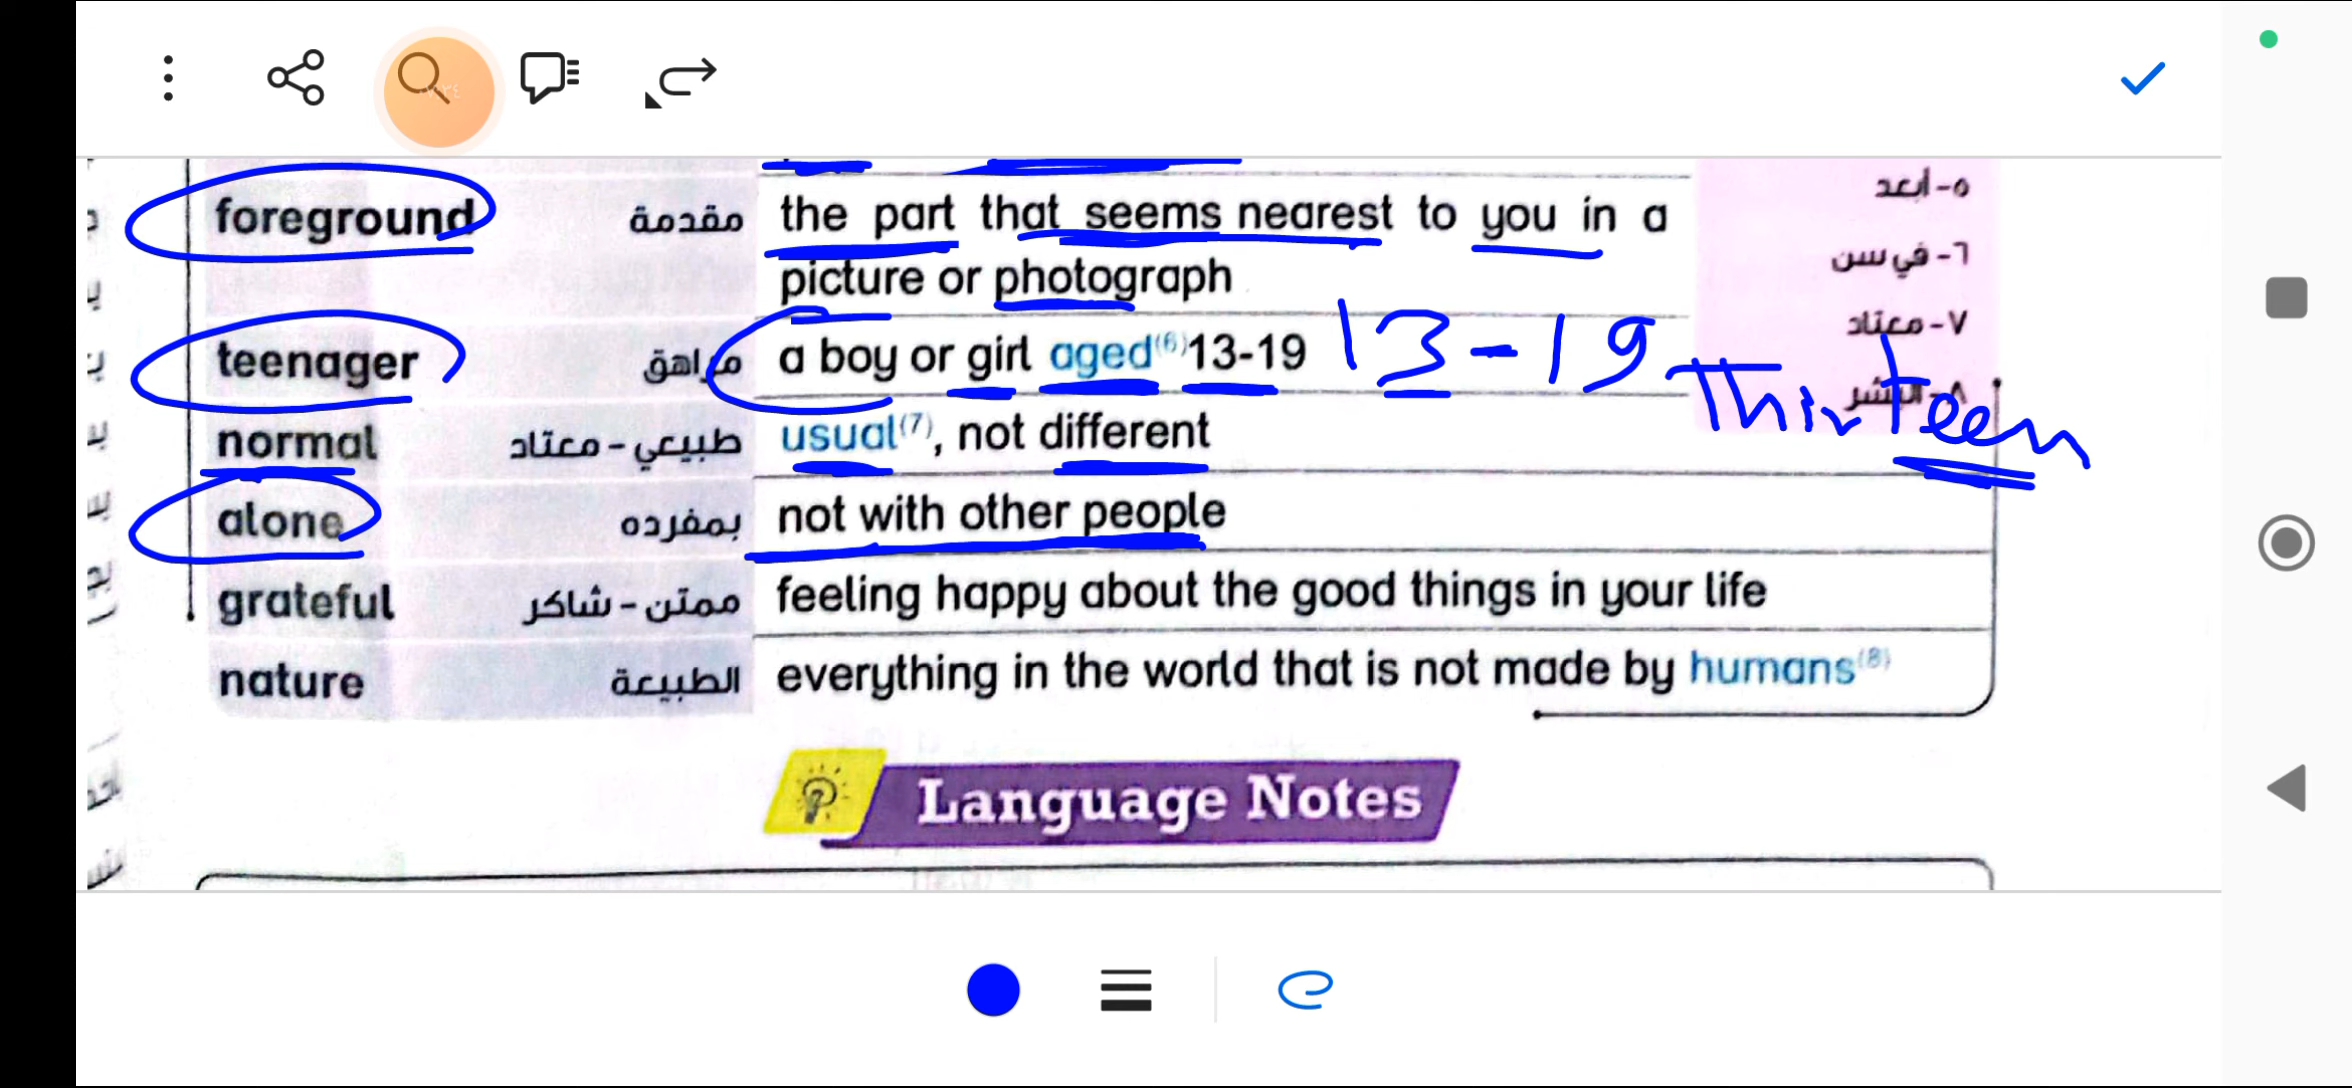 foreground مقدمة the part that seems nearest to you in a
picture or photograph
teenager مراهق a boy or girl aged(6) 13-19 13-19 Thirteen
normal طبيعي - معتاد usual(7), not different
alone بمفرده not with other people
grateful ممتن - شاكر feeling happy about the good things in your life
nature الطبيعة everything in the world that is not made by humans(8)
٥- أبعد
٦- في سن
٧- معتاد
٨- البشر
Language Notes